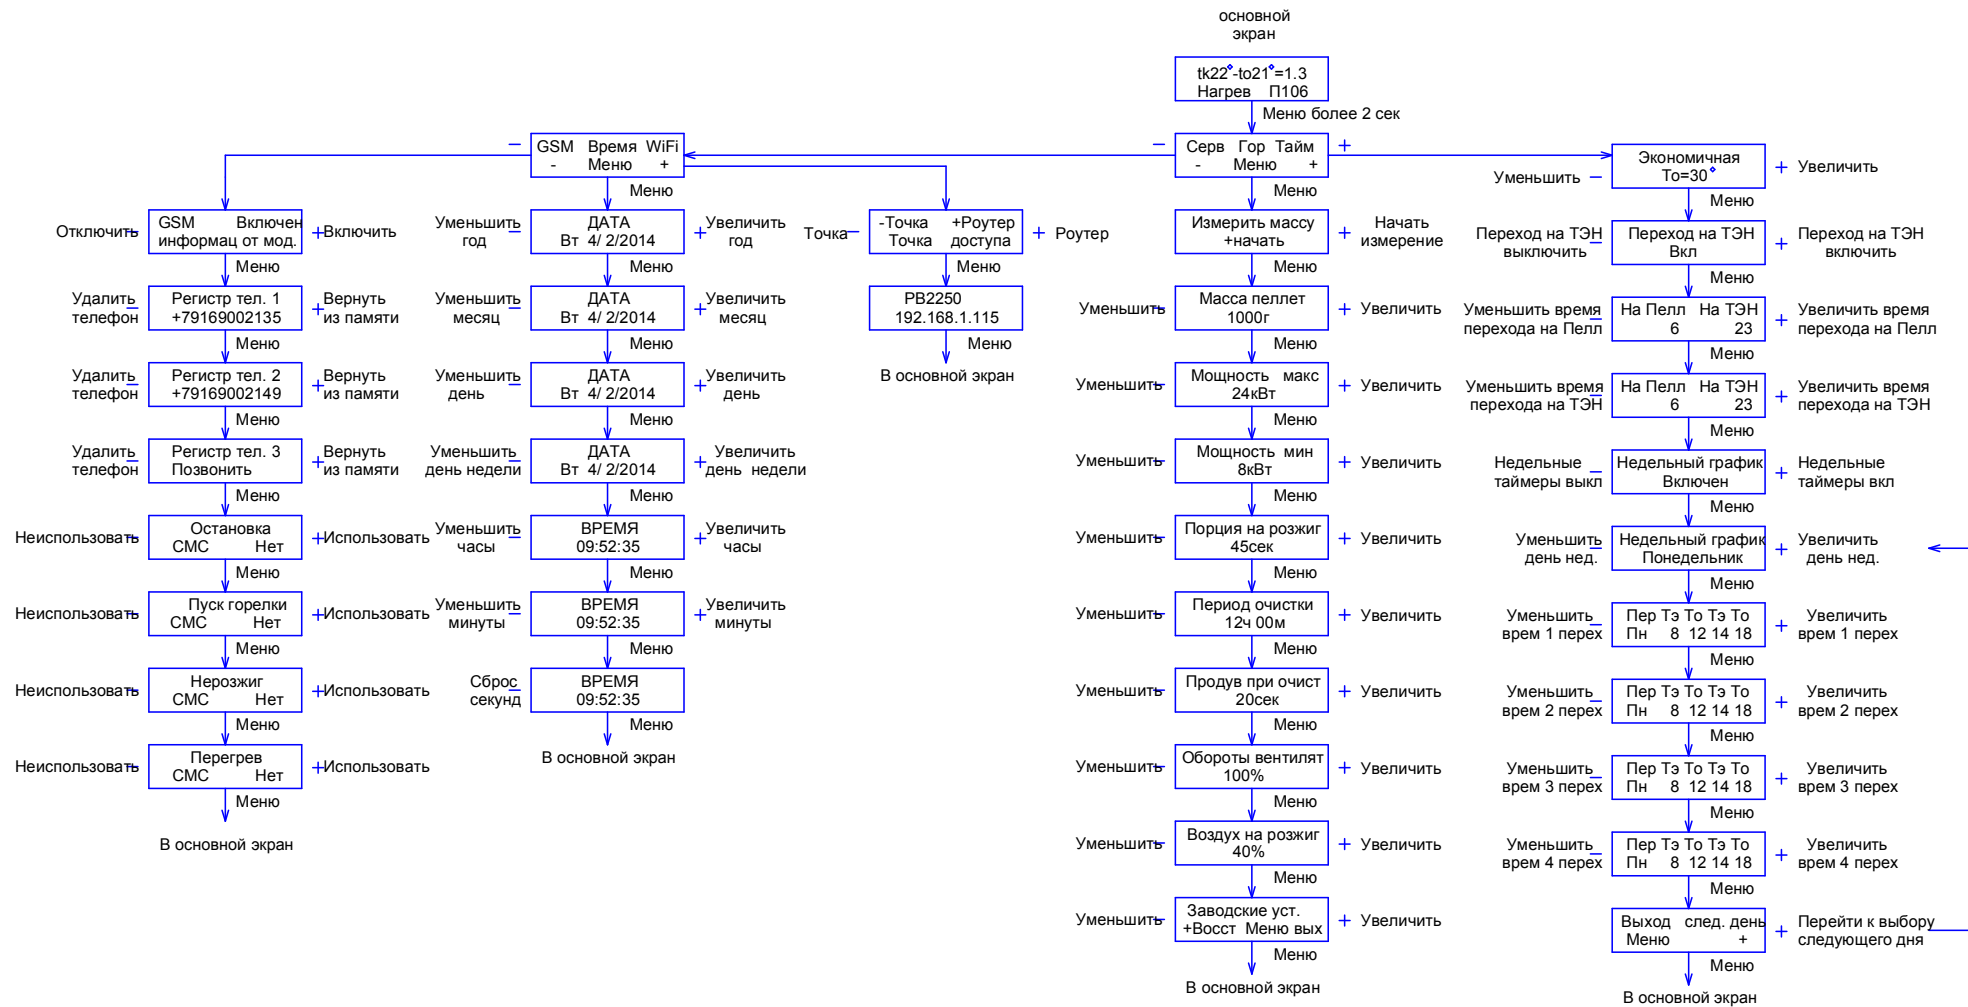 основной
экран
tk22°-to21°=1.3
Нагрев П106
Меню более 2 сек
– GSM Время WiFi
- Меню +
– Серв Гор Тайм +
- Меню +
Меню
Меню
Уменьшить – Экономичная + Увеличить
То=30°
Меню
Отключить – GSM Включен + Включить
информац от мод.
Меню
Удалить – Регистр тел. 1 + Вернуть
телефон +79169002135 из памяти
Меню
Удалить – Регистр тел. 2 + Вернуть
телефон +79169002149 из памяти
Меню
Удалить – Регистр тел. 3 + Вернуть
телефон Позвонить из памяти
Меню
Неиспользовать – Остановка + Использовать
СМС Нет
Меню
Неиспользовать – Пуск горелки + Использовать
СМС Нет
Меню
Неиспользовать – Нерозжиг + Использовать
СМС Нет
Меню
Неиспользовать – Перегрев + Использовать
СМС Нет
Меню
В основной экран
Уменьшить – ДАТА + Увеличить
год Вт 4/ 2/2014 год
Меню
Уменьшить – ДАТА + Увеличить
месяц Вт 4/ 2/2014 месяц
Меню
Уменьшить – ДАТА + Увеличить
день Вт 4/ 2/2014 день
Меню
Уменьшить – ДАТА + Увеличить
день недели Вт 4/ 2/2014 день недели
Меню
Уменьшить – ВРЕМЯ + Увеличить
часы 09:52:35 часы
Меню
Уменьшить – ВРЕМЯ + Увеличить
минуты 09:52:35 минуты
Меню
Сброс – ВРЕМЯ
секунд 09:52:35
Меню
В основной экран
Точка – -Точка +Роутер + Роутер
Точка доступа
Меню
РВ2250
192.168.1.115
Меню
В основной экран
Измерить массу + Начать
+начать измерение
Меню
Уменьшить – Масса пеллет + Увеличить
1000г
Меню
Уменьшить – Мощность макс + Увеличить
24кВт
Меню
Уменьшить – Мощность мин + Увеличить
8кВт
Меню
Уменьшить – Порция на розжиг + Увеличить
45сек
Меню
Уменьшить – Период очистки + Увеличить
12ч 00м
Меню
Уменьшить – Продув при очист + Увеличить
20сек
Меню
Уменьшить – Обороты вентилят + Увеличить
100%
Меню
Уменьшить – Воздух на розжиг + Увеличить
40%
Меню
Уменьшить – Заводские уст. + Увеличить
+Восст Меню вых
Меню
В основной экран
Переход на ТЭН – Переход на ТЭН + Переход на ТЭН
выключить Вкл включить
Меню
Уменьшить время – На Пелл На ТЭН + Увеличить время
перехода на Пелл 6 23 перехода на Пелл
Меню
Уменьшить время – На Пелл На ТЭН + Увеличить время
перехода на ТЭН 6 23 перехода на ТЭН
Меню
Недельные – Недельный график + Недельные
таймеры выкл Включен таймеры вкл
Меню
Уменьшить – Недельный график + Увеличить
день нед. Понедельник день нед.
Меню
Уменьшить – Пер Тэ То Тэ То + Увеличить
врем 1 перех Пн 8 12 14 18 врем 1 перех
Меню
Уменьшить – Пер Тэ То Тэ То + Увеличить
врем 2 перех Пн 8 12 14 18 врем 2 перех
Меню
Уменьшить – Пер Тэ То Тэ То + Увеличить
врем 3 перех Пн 8 12 14 18 врем 3 перех
Меню
Уменьшить – Пер Тэ То Тэ То + Увеличить
врем 4 перех Пн 8 12 14 18 врем 4 перех
Меню
Выход след. день + Перейти к выбору
Меню + следующего дня
Меню
В основной экран